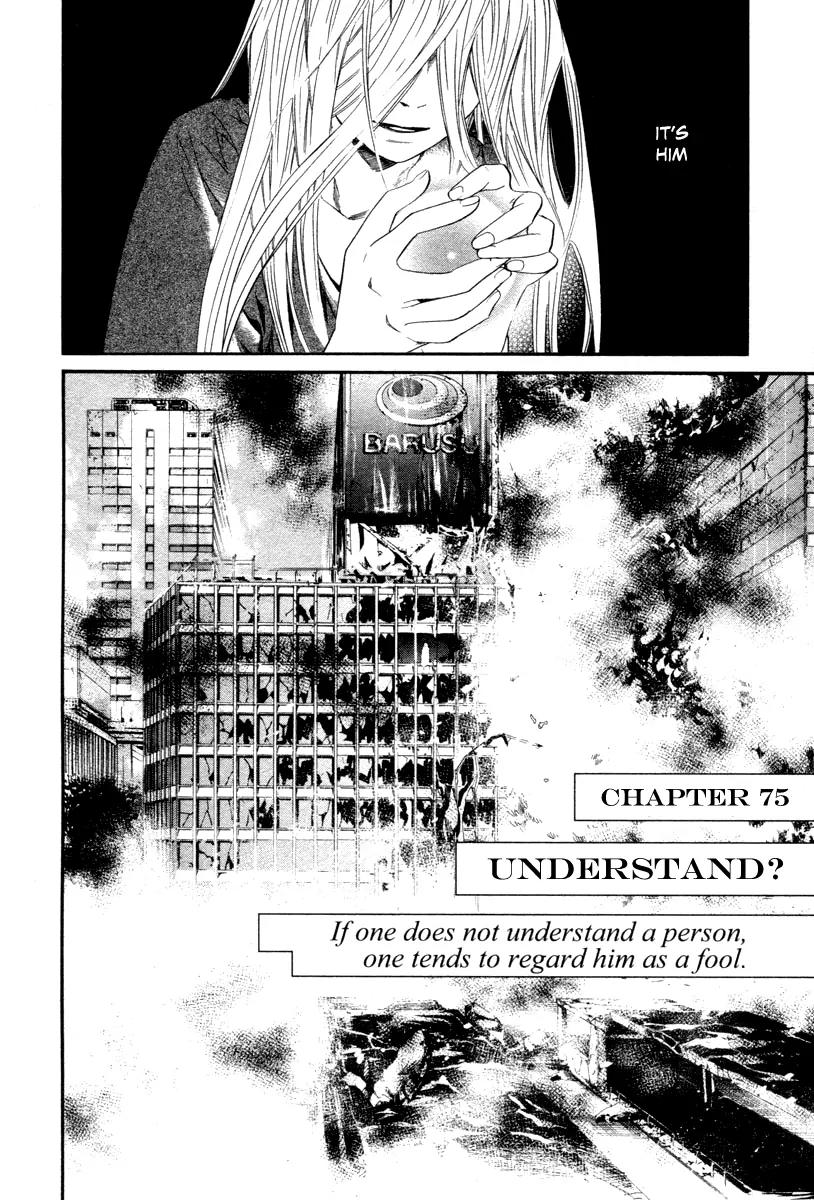 IT'S
HIM
BARUSU
CHAPTER 75
UNDERSTAND?
If one does not understand a person,
one tends to regard him as a fool.